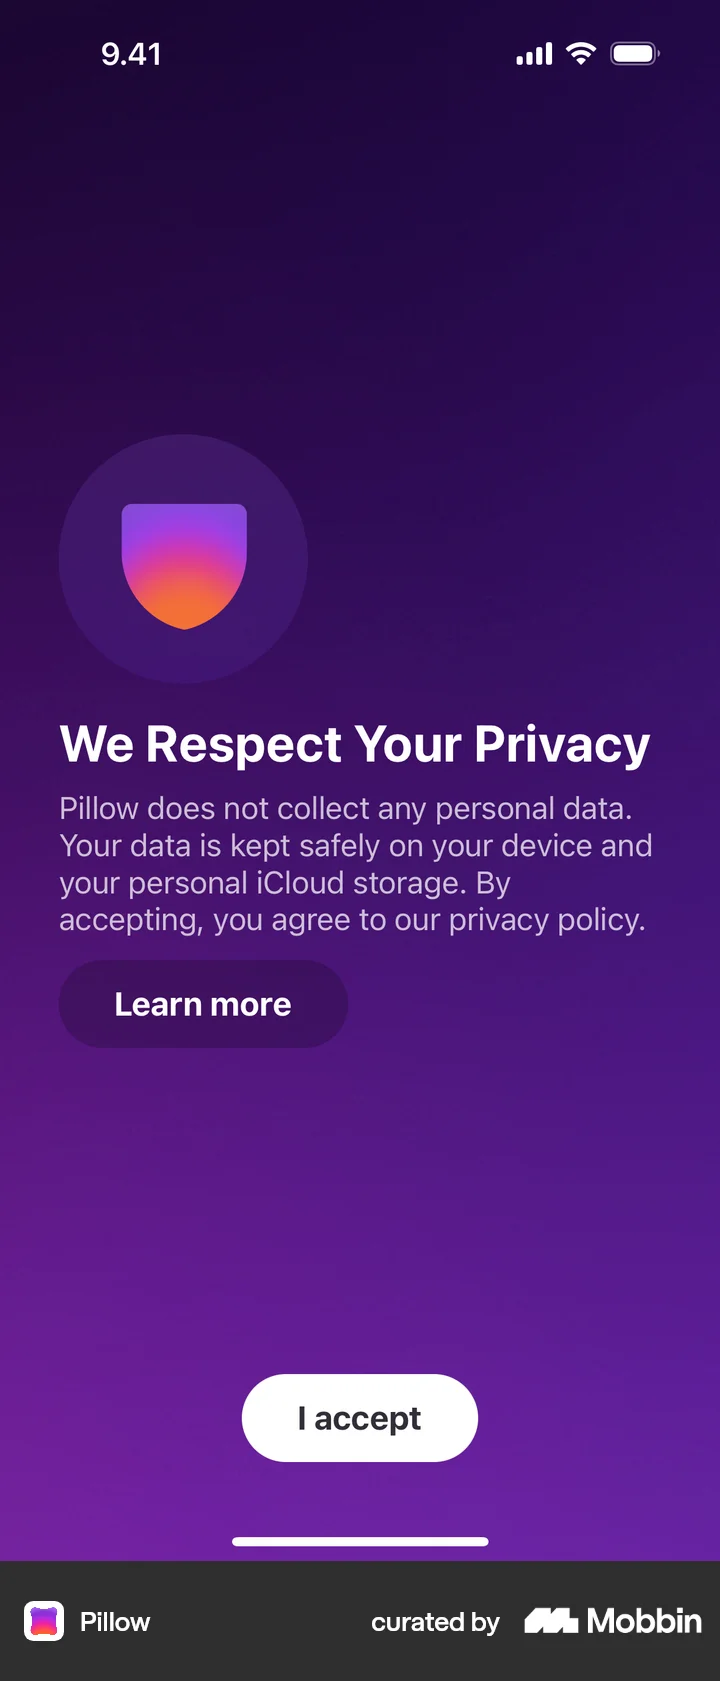 9.41
We Respect Your Privacy
Pillow does not collect any personal data.
Your data is kept safely on your device and
your personal iCloud storage. By
accepting, you agree to our privacy policy.
Learn more
I accept
Pillow
curated by Mobbin